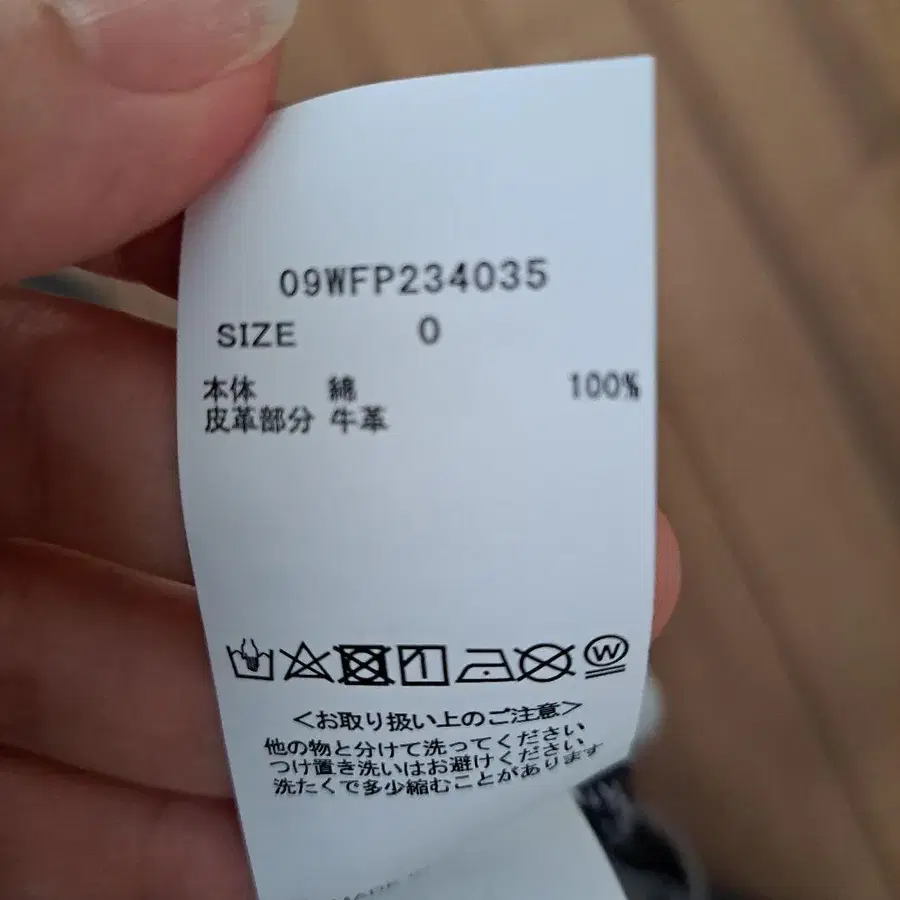 09WFP234035
SIZE 0
本体 綿 100%
皮革部分 牛革
W
<お取り扱い上のご注意>
他の物と分けて洗ってください
つけ置き洗いはお避けください
洗たくで多少縮むことがあります
MADE